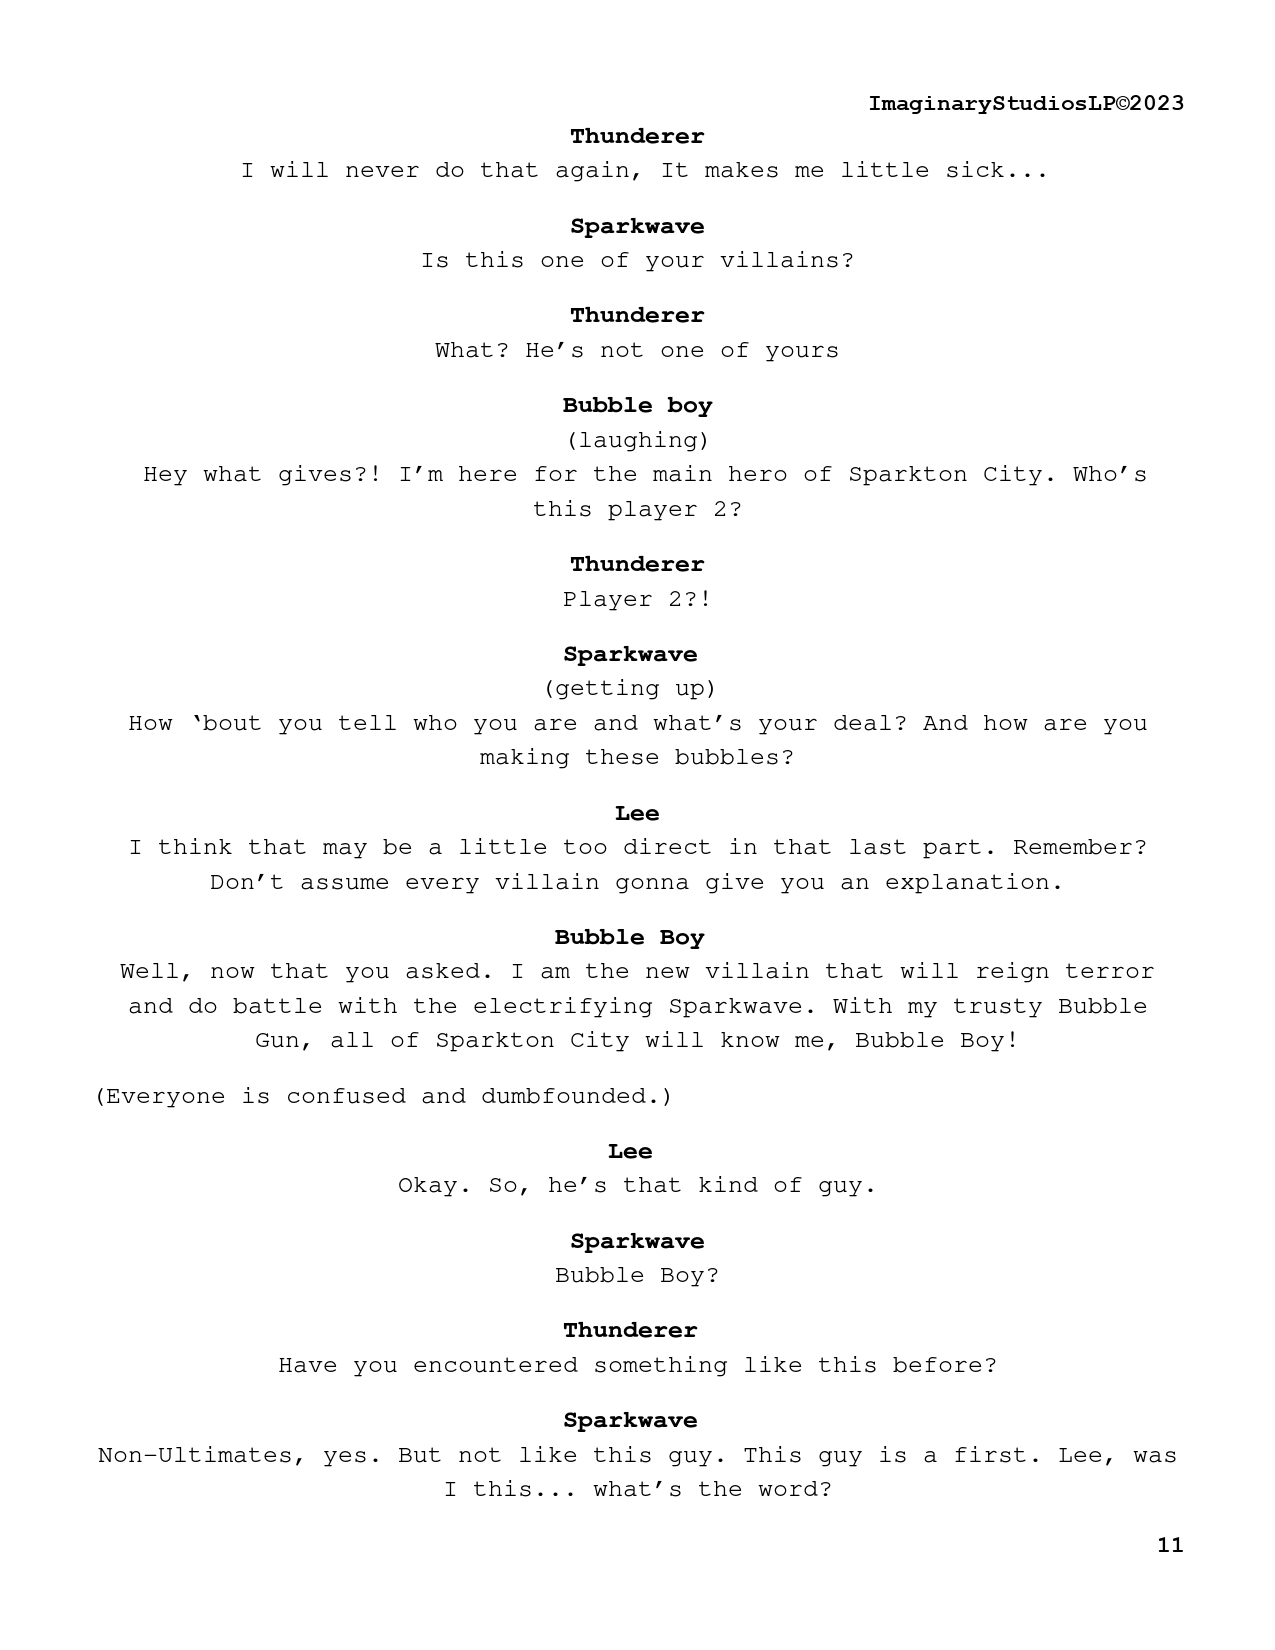 ImaginaryStudiosLP©2023
Thunderer
I will never do that again, It makes me little sick...
Sparkwave
Is this one of your villains?
Thunderer
What? He’s not one of yours
Bubble boy
(laughing)
Hey what gives?! I’m here for the main hero of Sparkton City. Who’s
this player 2?
Thunderer
Player 2?!
Sparkwave
(getting up)
How ‘bout you tell who you are and what’s your deal? And how are you
making these bubbles?
Lee
I think that may be a little too direct in that last part. Remember?
Don’t assume every villain gonna give you an explanation.
Bubble Boy
Well, now that you asked. I am the new villain that will reign terror
and do battle with the electrifying Sparkwave. With my trusty Bubble
Gun, all of Sparkton City will know me, Bubble Boy!
(Everyone is confused and dumbfounded.)
Lee
Okay. So, he’s that kind of guy.
Sparkwave
Bubble Boy?
Thunderer
Have you encountered something like this before?
Sparkwave
Non-Ultimates, yes. But not like this guy. This guy is a first. Lee, was
I this... what’s the word?
11